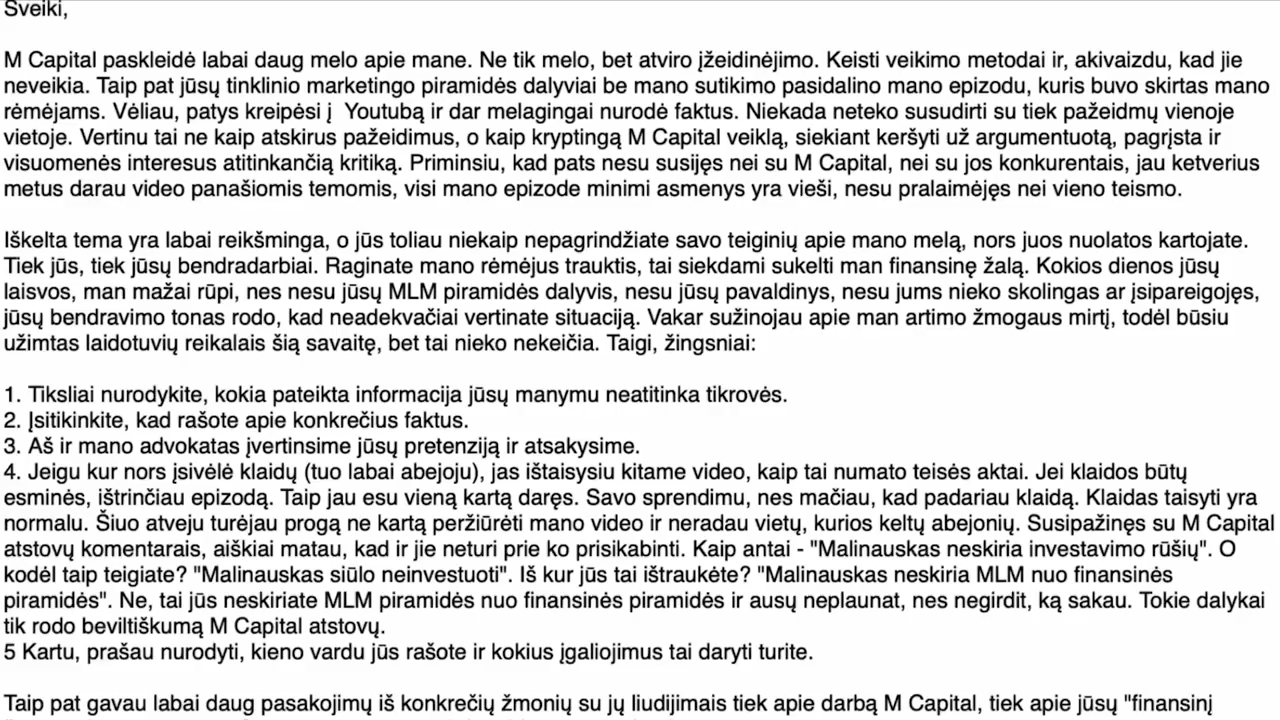 Sveiki,
M Capital paskleidė labai daug melo apie mane. Ne tik melo, bet atviro įžeidinėjimo. Keisti veikimo metodai ir, akivaizdu, kad jie
neveikia. Taip pat jūsų tinklinio marketingo piramidės dalyviai be mano sutikimo pasidalino mano epizodu, kuris buvo skirtas mano
rėmėjams. Vėliau, patys kreipėsi į  Youtubą ir dar melagingai nurodė faktus. Niekada neteko susudirti su tiek pažeidmų vienoje
vietoje. Vertinu tai ne kaip atskirus pažeidimus, o kaip kryptingą M Capital veiklą, siekiant keršyti už argumentuotą, pagrįsta ir
visuomenės interesus atitinkančią kritiką. Priminsiu, kad pats nesu susijęs nei su M Capital, nei su jos konkurentais, jau ketverius
metus darau video panašiomis temomis, visi mano epizode minimi asmenys yra vieši, nesu pralaimėjęs nei vieno teismo.
Iškelta tema yra labai reikšminga, o jūs toliau niekaip nepagrindžiate savo teiginių apie mano melą, nors juos nuolatos kartojate.
Tiek jūs, tiek jūsų bendradarbiai. Raginate mano rėmėjus trauktis, tai siekdami sukelti man finansinę žalą. Kokios dienos jūsų
laisvos, man mažai rūpi, nes nesu jūsų MLM piramidės dalyvis, nesu jūsų pavaldinys, nesu jums nieko skolingas ar įsipareigojęs,
jūsų bendravimo tonas rodo, kad neadekvačiai vertinate situaciją. Vakar sužinojau apie man artimo žmogaus mirtį, todėl būsiu
užimtas laidotuvių reikalais šią savaitę, bet tai nieko nekeičia. Taigi, žingsniai:
1. Tiksliai nurodykite, kokia pateikta informacija jūsų manymu neatitinka tikrovės.
2. Įsitikinkite, kad rašote apie konkrečius faktus.
3. Aš ir mano advokatas įvertinsime jūsų pretenziją ir atsakysime.
4. Jeigu kur nors įsivėlė klaidų (tuo labai abejoju), jas ištaisysiu kitame video, kaip tai numato teisės aktai. Jei klaidos būtų
esminės, ištrinčiau epizodą. Taip jau esu vieną kartą daręs. Savo sprendimu, nes mačiau, kad padariau klaidą. Klaidas taisyti yra
normalu. Šiuo atveju turėjau progą ne kartą peržiūrėti mano video ir neradau vietų, kurios keltų abejonių. Susipažinęs su M Capital
atstovų komentarais, aiškiai matau, kad ir jie neturi prie ko prisikabinti. Kaip antai - "Malinauskas neskiria investavimo rūšių". O
kodėl taip teigiate? "Malinauskas siūlo neinvestuoti". Iš kur jūs tai ištraukėte? "Malinauskas neskiria MLM nuo finansinės
piramidės". Ne, tai jūs neskiriate MLM piramidės nuo finansinės piramidės ir ausų neplaunat, nes negirdit, ką sakau. Tokie dalykai
tik rodo beviltiškumą M Capital atstovų.
5 Kartu, prašau nurodyti, kieno vardu jūs rašote ir kokius įgaliojimus tai daryti turite.
Taip pat gavau labai daug pasakojimų iš konkrečių žmonių su jų liudijimais tiek apie darbą M Capital, tiek apie jūsų "finansinį